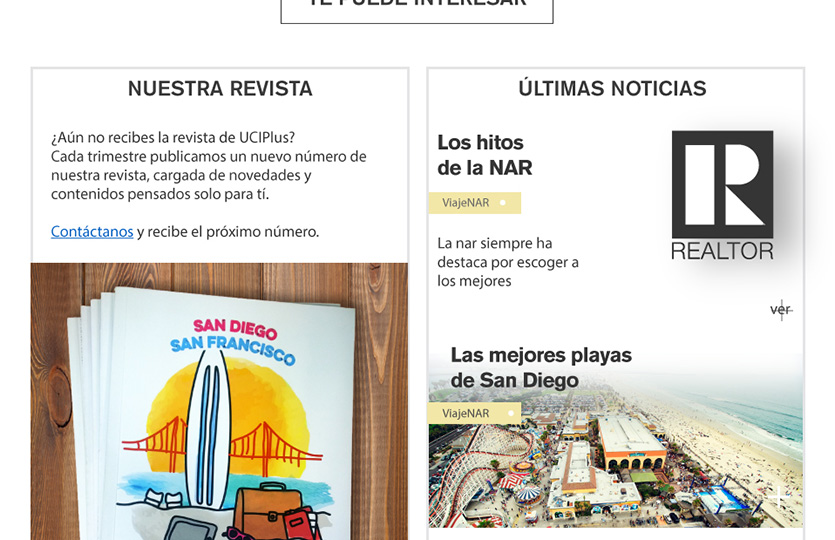 TE PUEDE INTERESAR
NUESTRA REVISTA
¿Aún no recibes la revista de UCIPlus?
Cada trimestre publicamos un nuevo número de
nuestra revista, cargada de novedades y
contenidos pensados solo para tí.
Contáctanos y recibe el próximo número.
SAN DIEGO
SAN FRANCISCO
ÚLTIMAS NOTICIAS
Los hitos
de la NAR
ViajeNAR
La nar siempre ha
destaca por escoger a
los mejores
R
REALTOR
ver
Las mejores playas
de San Diego
ViajeNAR